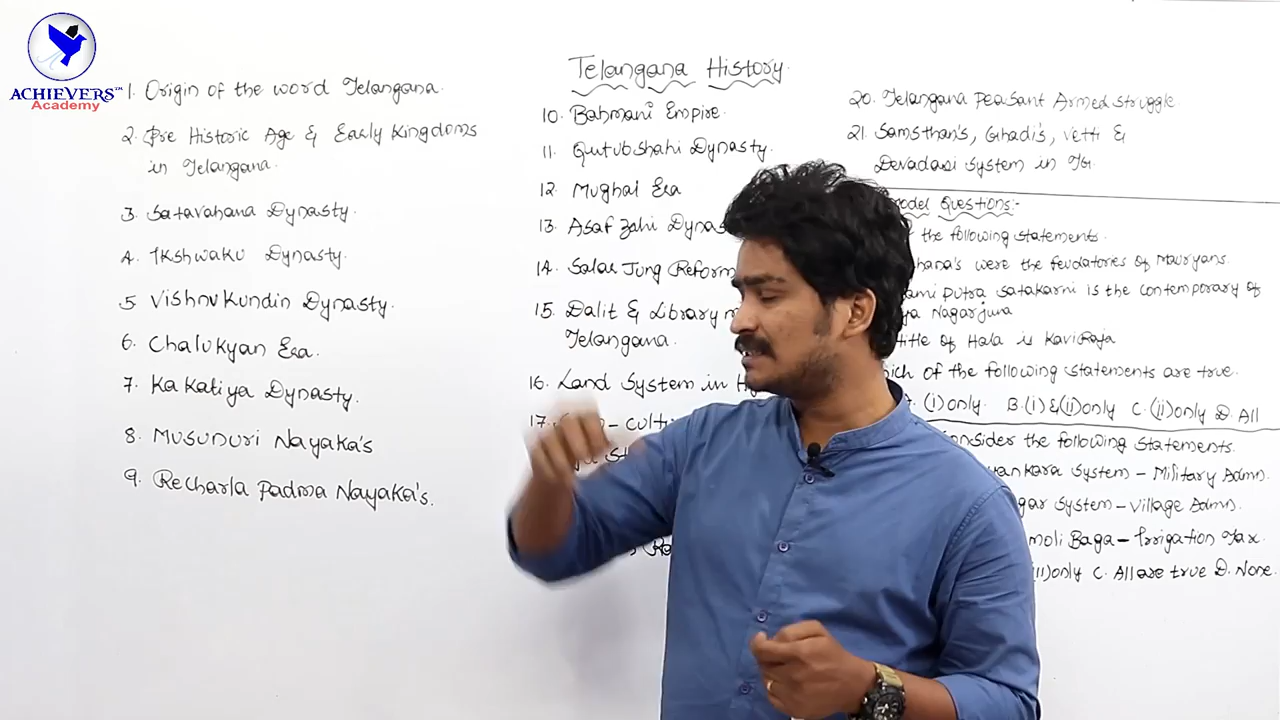 ACHIEVERS™
Academy
Telangana History
1. Origin of the word Telangana.
2. Pre Historic Age & Early Kingdoms
in Telangana.
3. Satavahana Dynasty.
4. Ikshwaku Dynasty.
5 Vishnukundin Dynasty.
6. Chalukyan Era.
7. Kakatiya Dynasty.
8. Musunuri Nayaka's
9. Recharla Padma Nayaka's.
10. Bahmani Empire.
11. Qutubshahi Dynasty.
12. Mughal Era
13. Asaf Zahi
14. Salar Jung Reform
15. Dalit & Library
Telangana.
16. Land System in
17.
20. Telangana Peasant Armed struggle.
21. Samsthan's, Ghadi's, Vetti &
Devadasi System in TG.
Model Questions:-
the following statements.
were the feudatories of Mauryans.
Putra Satakarni is the contemporary of
Nagarjuna
title of Hala is KaviRaja
of the following statements are true.
(i) only B. (i) & (ii) only C. (ii) only D. All
consider the following statements.
System - Military Admn.
System - Village Admn.
Baga - Irrigation Tax.
only C. All are true D. None.